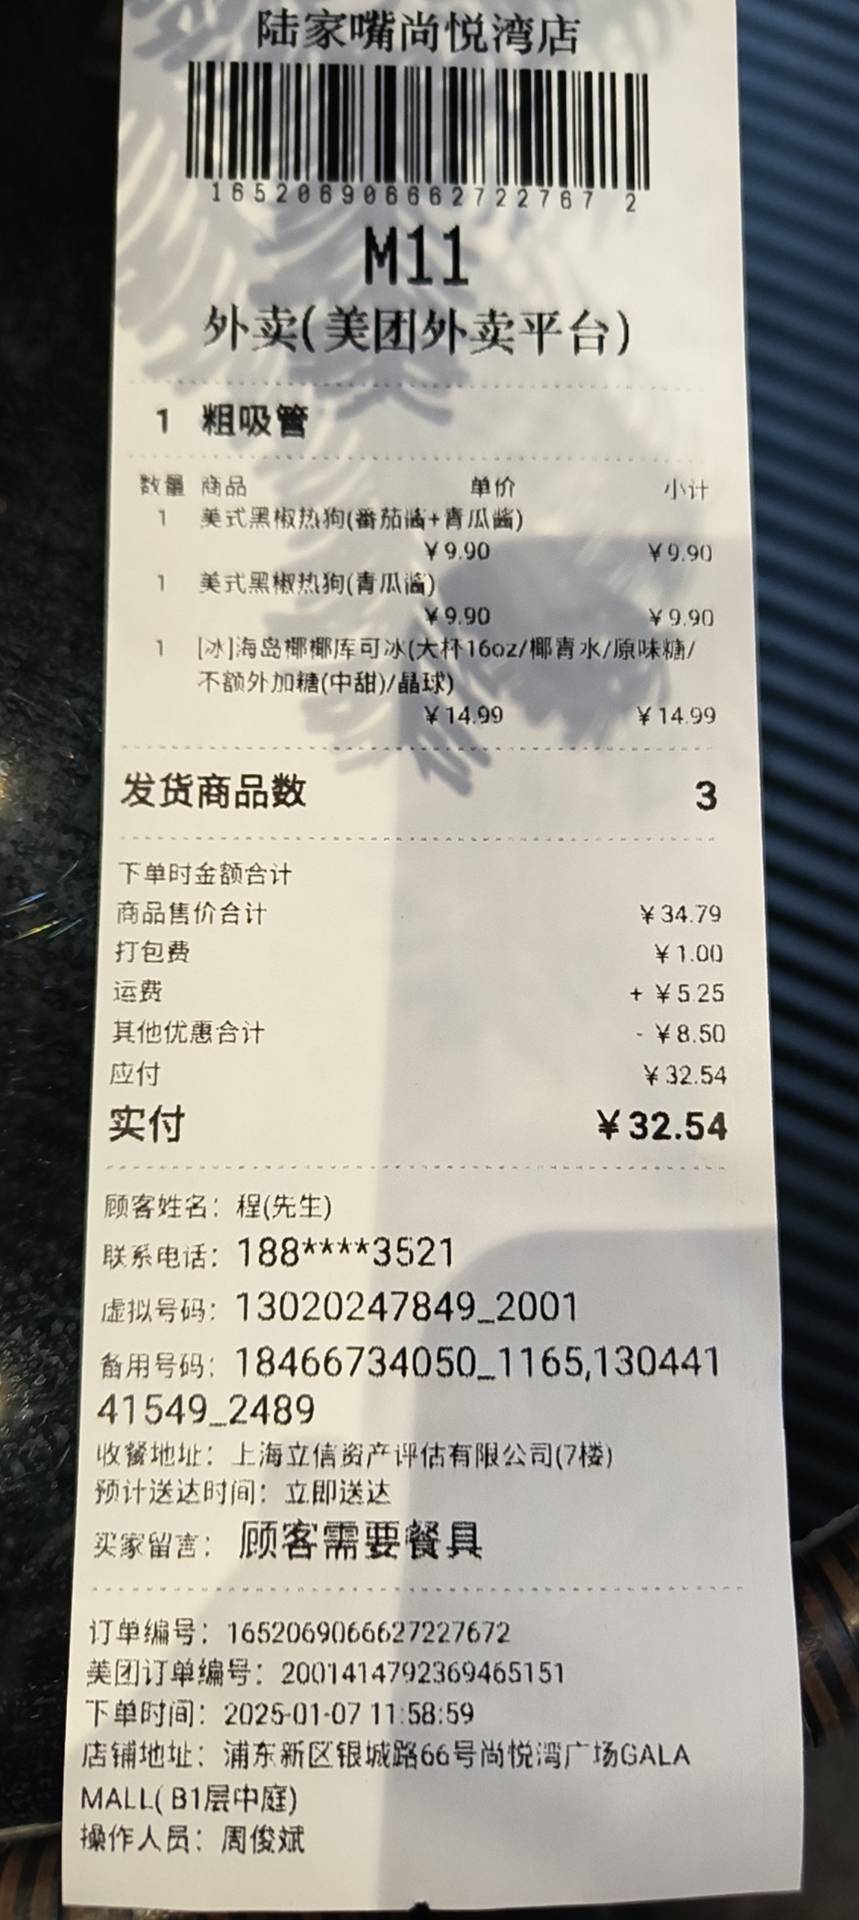 陆家嘴尚悦湾店
165206906662722767 2
M11
外卖(美团外卖平台)
1 粗吸管
数量 商品 单价 小计
1 美式黑椒热狗(番茄酱+青瓜酱)
￥9.90 ￥9.90
1 美式黑椒热狗(青瓜酱)
￥9.90 ￥9.90
1 [冰]海岛椰椰库可冰(大杯16oz/椰青水/原味糖/
不额外加糖(中甜)/晶球)
￥14.99 ￥14.99
发货商品数 3
下单时金额合计
商品售价合计 ￥34.79
打包费 ￥1.00
运费 + ￥5.25
其他优惠合计 - ￥8.50
应付 ￥32.54
实付 ￥32.54
顾客姓名：程(先生)
联系电话：188****3521
虚拟号码：13020247849_2001
备用号码：18466734050_1165,130441
41549_2489
收餐地址：上海立信资产评估有限公司(7楼)
预计送达时间：立即送达
买家留言：顾客需要餐具
订单编号：1652069066627227672
美团订单编号：2001414792369465151
下单时间：2025-01-07 11:58:59
店铺地址：浦东新区银城路66号尚悦湾广场GALA
MALL( B1层中庭)
操作人员：周俊斌